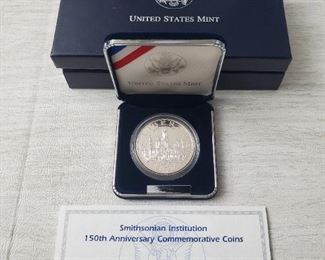 UNITED STATES MINT
UNITED STATES MINT
Smithsonian Institution
150th Anniversary Commemorative Coins